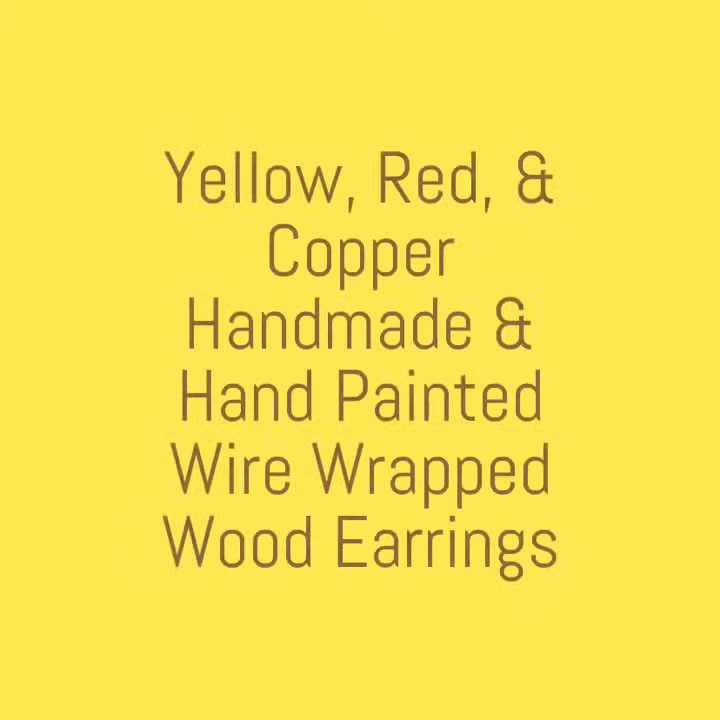 Yellow, Red, &
Copper
Handmade &
Hand Painted
Wire Wrapped
Wood Earrings